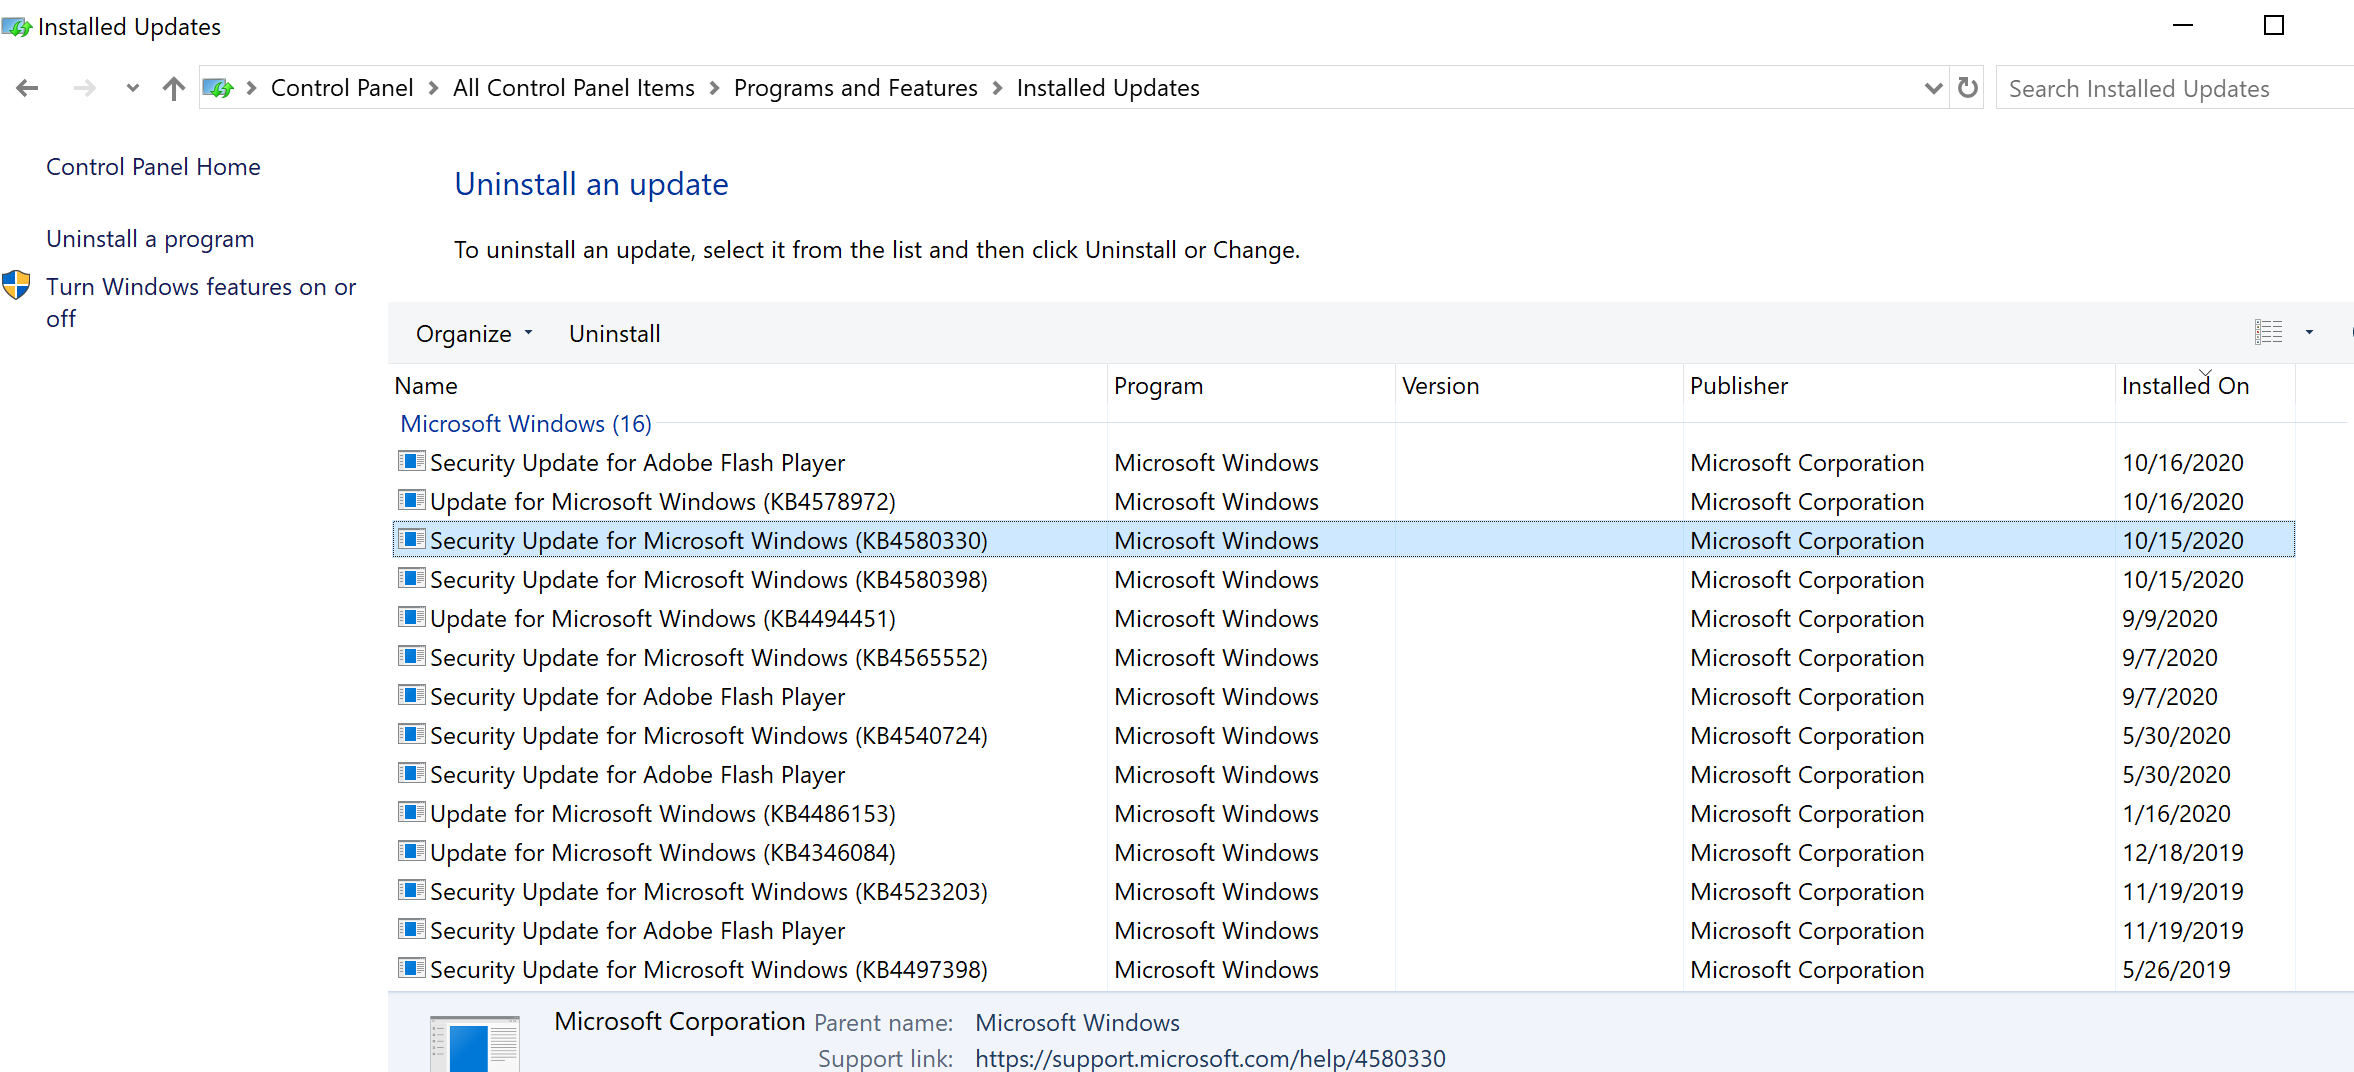 Installed Updates
Control Panel > All Control Panel Items > Programs and Features > Installed Updates
Search Installed Updates
Control Panel Home
Uninstall a program
Turn Windows features on or
off
Uninstall an update
To uninstall an update, select it from the list and then click Uninstall or Change.
Organize Uninstall
Name Program Version Publisher Installed On
Microsoft Windows (16)
Security Update for Adobe Flash Player Microsoft Windows Microsoft Corporation 10/16/2020
Update for Microsoft Windows (KB4578972) Microsoft Windows Microsoft Corporation 10/16/2020
Security Update for Microsoft Windows (KB4580330) Microsoft Windows Microsoft Corporation 10/15/2020
Security Update for Microsoft Windows (KB4580398) Microsoft Windows Microsoft Corporation 10/15/2020
Update for Microsoft Windows (KB4494451) Microsoft Windows Microsoft Corporation 9/9/2020
Security Update for Microsoft Windows (KB4565552) Microsoft Windows Microsoft Corporation 9/7/2020
Security Update for Adobe Flash Player Microsoft Windows Microsoft Corporation 9/7/2020
Security Update for Microsoft Windows (KB4540724) Microsoft Windows Microsoft Corporation 5/30/2020
Security Update for Adobe Flash Player Microsoft Windows Microsoft Corporation 5/30/2020
Update for Microsoft Windows (KB4486153) Microsoft Windows Microsoft Corporation 1/16/2020
Update for Microsoft Windows (KB4346084) Microsoft Windows Microsoft Corporation 12/18/2019
Security Update for Microsoft Windows (KB4523203) Microsoft Windows Microsoft Corporation 11/19/2019
Security Update for Adobe Flash Player Microsoft Windows Microsoft Corporation 11/19/2019
Security Update for Microsoft Windows (KB4497398) Microsoft Windows Microsoft Corporation 5/26/2019
Microsoft Corporation Parent name: Microsoft Windows
Support link: https://support.microsoft.com/help/4580330